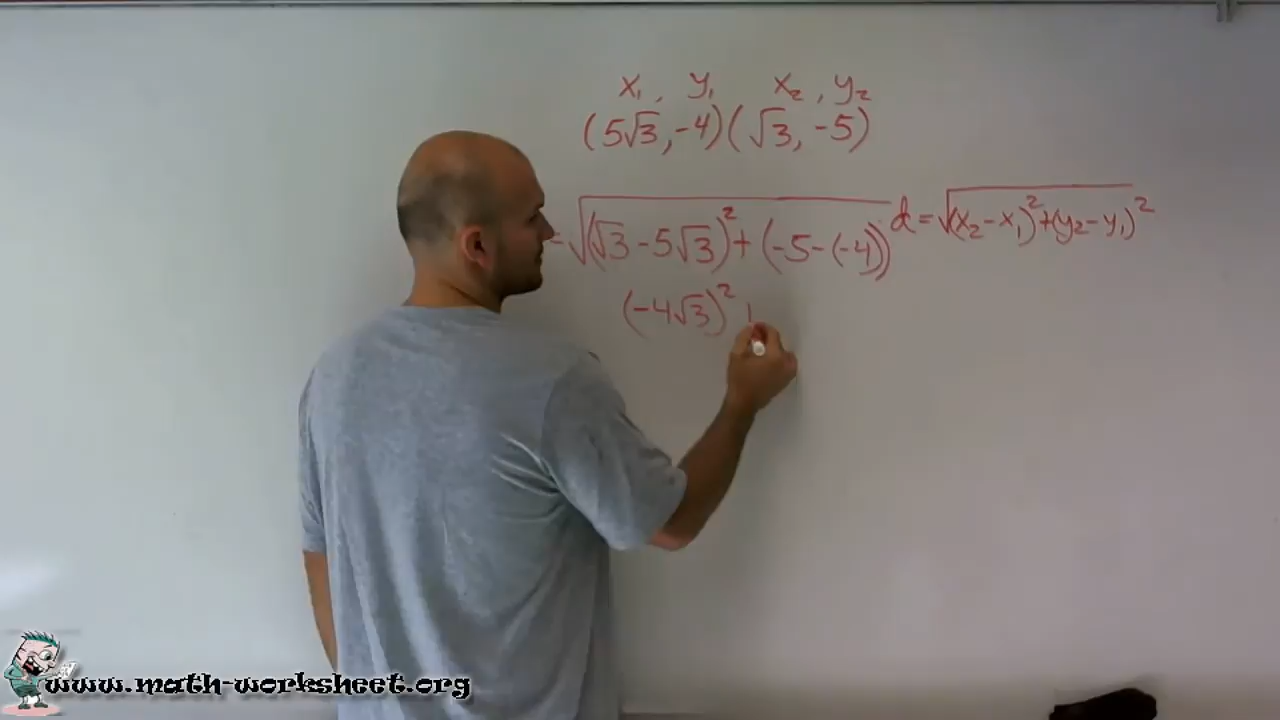 x₁, y₁ x₂, y₂
(5√3, -4)(√3, -5)
= √((√3 - 5√3)² + (-5 - (-4)) d = √(x₂ - x₁)² + (y₂ - y₁)²
(-4√3)²
www.math-worksheet.org